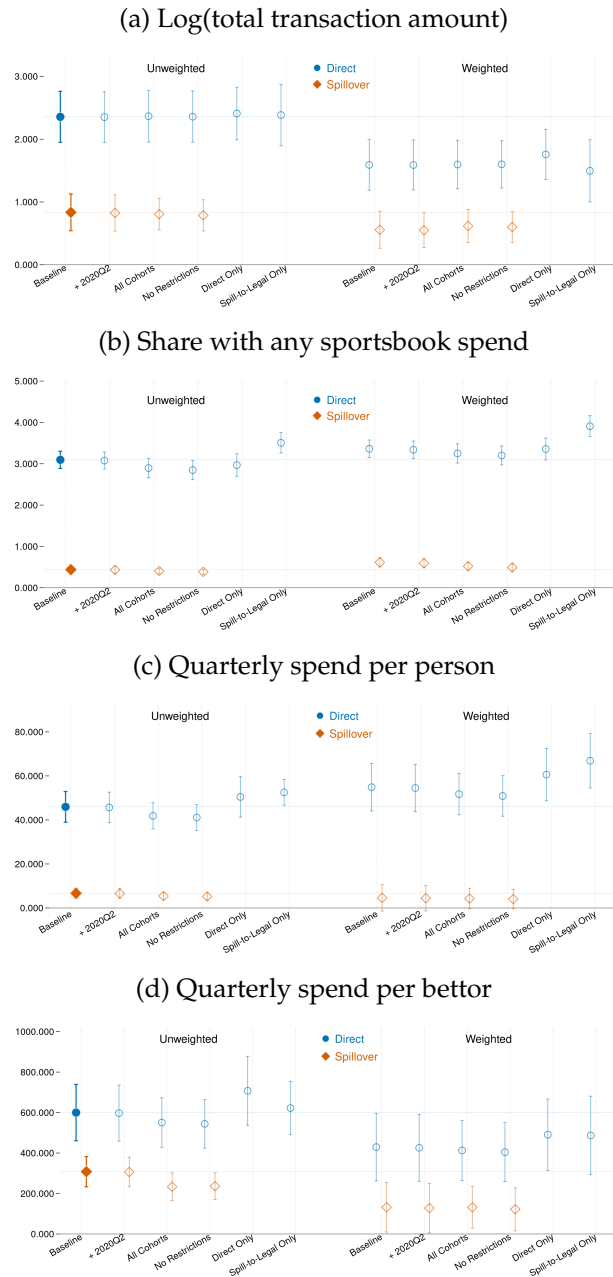 (a) Log(total transaction amount)
Unweighted
Direct
Weighted
Spillover
3.000
2.000
1.000
0.000
Baseline
+ 2020Q2
All Cohorts
No Restrictions
Direct Only
Spill-to-Legal Only
Baseline
+ 2020Q2
All Cohorts
No Restrictions
Direct Only
Spill-to-Legal Only
(b) Share with any sportsbook spend
Unweighted
Direct
Weighted
Spillover
5.000
4.000
3.000
2.000
1.000
0.000
Baseline
+ 2020Q2
All Cohorts
No Restrictions
Direct Only
Spill-to-Legal Only
Baseline
+ 2020Q2
All Cohorts
No Restrictions
Direct Only
Spill-to-Legal Only
(c) Quarterly spend per person
Unweighted
Direct
Weighted
Spillover
80.000
60.000
40.000
20.000
0.000
Baseline
+ 2020Q2
All Cohorts
No Restrictions
Direct Only
Spill-to-Legal Only
Baseline
+ 2020Q2
All Cohorts
No Restrictions
Direct Only
Spill-to-Legal Only
(d) Quarterly spend per bettor
Unweighted
Direct
Weighted
Spillover
1000.000
800.000
600.000
400.000
200.000
0.000
Baseline
+ 2020Q2
All Cohorts
No Restrictions
Direct Only
Spill-to-Legal Only
Baseline
+ 2020Q2
All Cohorts
No Restrictions
Direct Only
Spill-to-Legal Only